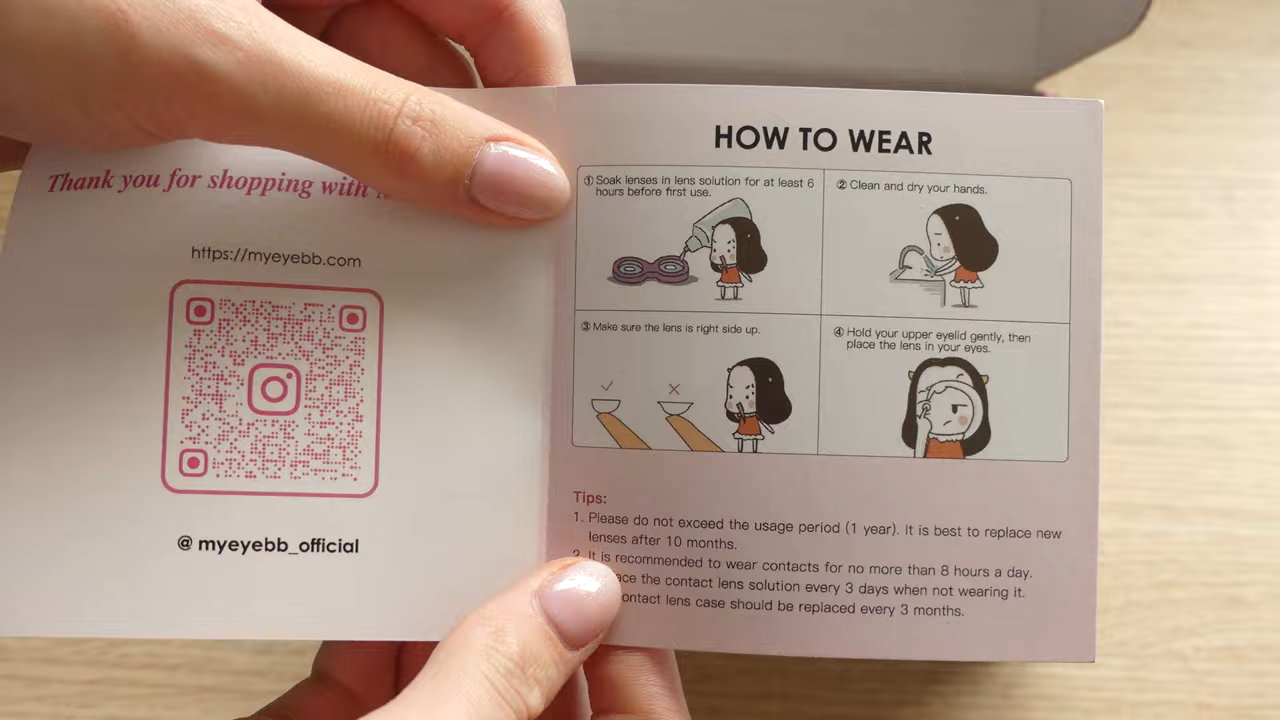 Thank you for shopping with
https://myeyebb.com
@ myeyebb_official
HOW TO WEAR
① Soak lenses in lens solution for at least 6
hours before first use.
② Clean and dry your hands.
③ Make sure the lens is right side up.
④ Hold your upper eyelid gently, then
place the lens in your eyes.
Tips:
1. Please do not exceed the usage period (1 year). It is best to replace new
lenses after 10 months.
2. It is recommended to wear contacts for no more than 8 hours a day.
the contact lens solution every 3 days when not wearing it.
contact lens case should be replaced every 3 months.